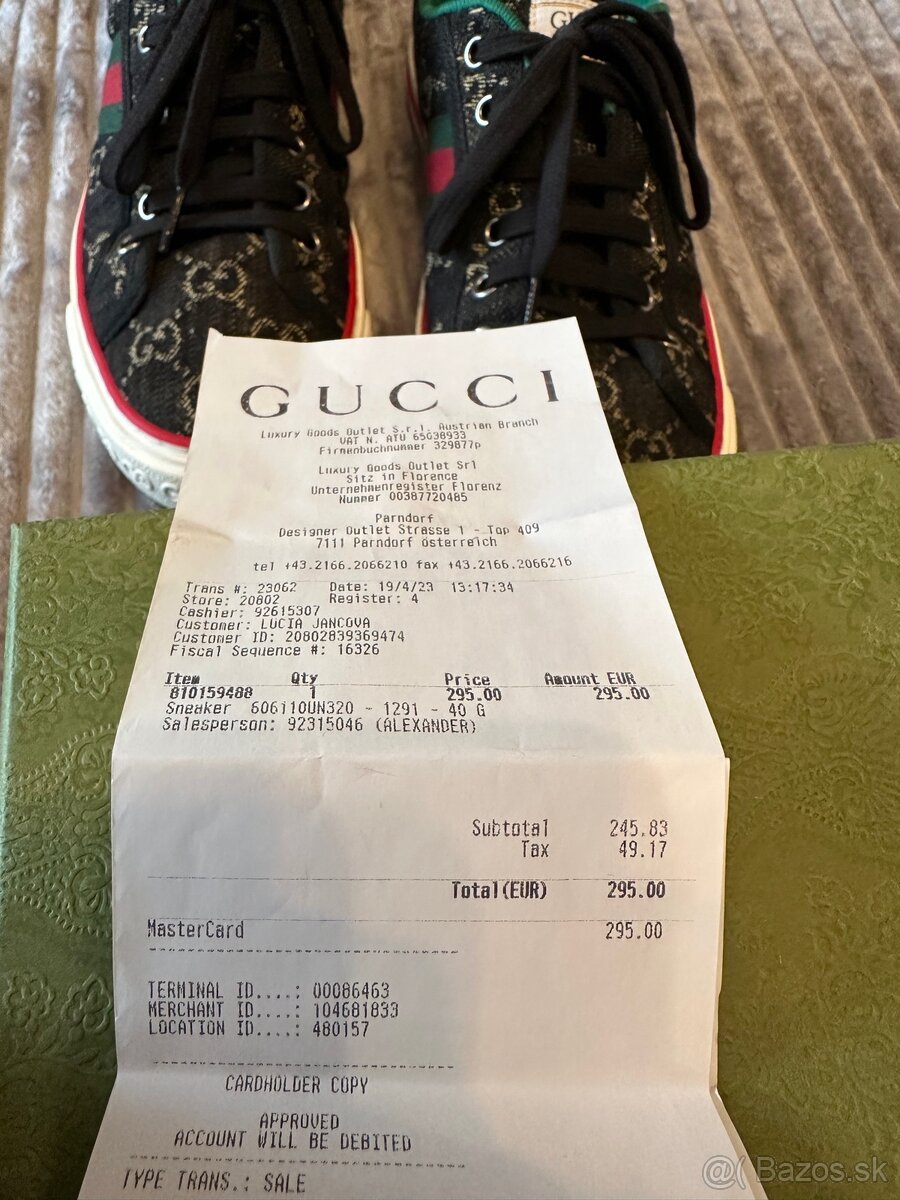 GU
GUCCI
Luxury Goods Outlet S.r.l. Austrian Branch
VAT N. ATU 65038933
Firmenbuchnummer 329877p
Luxury Goods Outlet Srl
Sitz in Florence
Unternehmenregister Florenz
Nummer 00387720485
Parndorf
Designer Outlet Strasse 1 - Top 409
7111 Parndorf österreich
tel +43.2166.2066210 fax +43.2166.2066216
Trans #: 23062 Date: 19/4/23 13:17:34
Store: 20802 Register: 4
Cashier: 92615307
Customer: LUCIA JANCOVA
Customer ID: 20802839369474
Fiscal Sequence #: 16326
Item Qty Price Amount EUR
810159488 1 295.00 295.00
Sneaker 606110UN320 - 1291 - 40 G
Salesperson: 92315046 (ALEXANDER)
Subtotal 245.83
Tax 49.17
Total(EUR) 295.00
MasterCard 295.00
TERMINAL ID....: 00086463
MERCHANT ID....: 104681833
LOCATION ID....: 480157
CARDHOLDER COPY
APPROVED
ACCOUNT WILL BE DEBITED
TYPE TRANS.: SALE
@( Bazos.sk